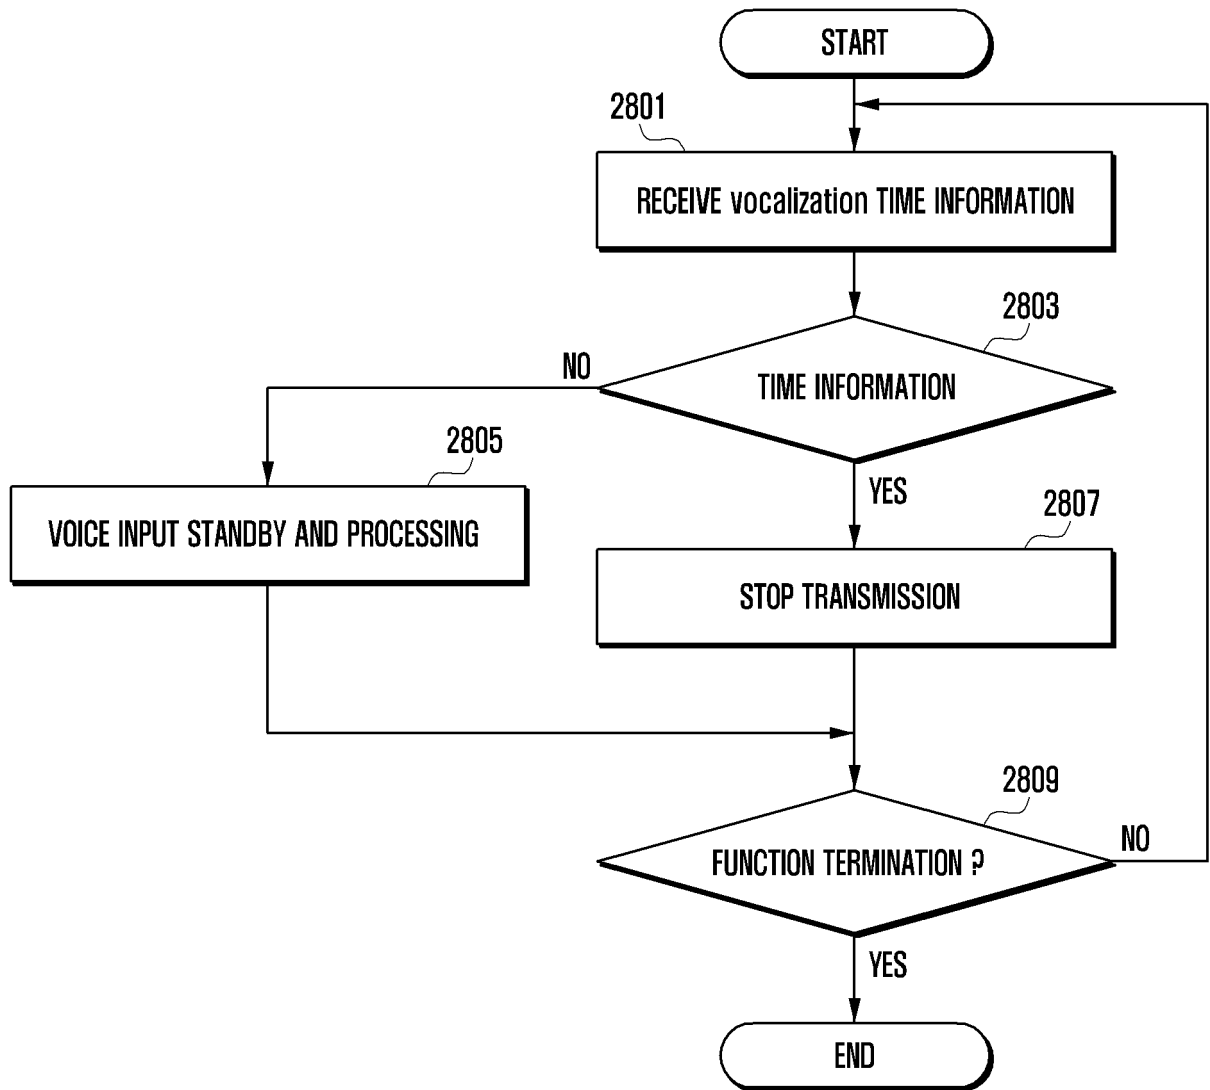 START
2801
RECEIVE vocalization TIME INFORMATION
2803
TIME INFORMATION
NO
2805
VOICE INPUT STANDBY AND PROCESSING
YES
2807
STOP TRANSMISSION
2809
FUNCTION TERMINATION ?
NO
YES
END